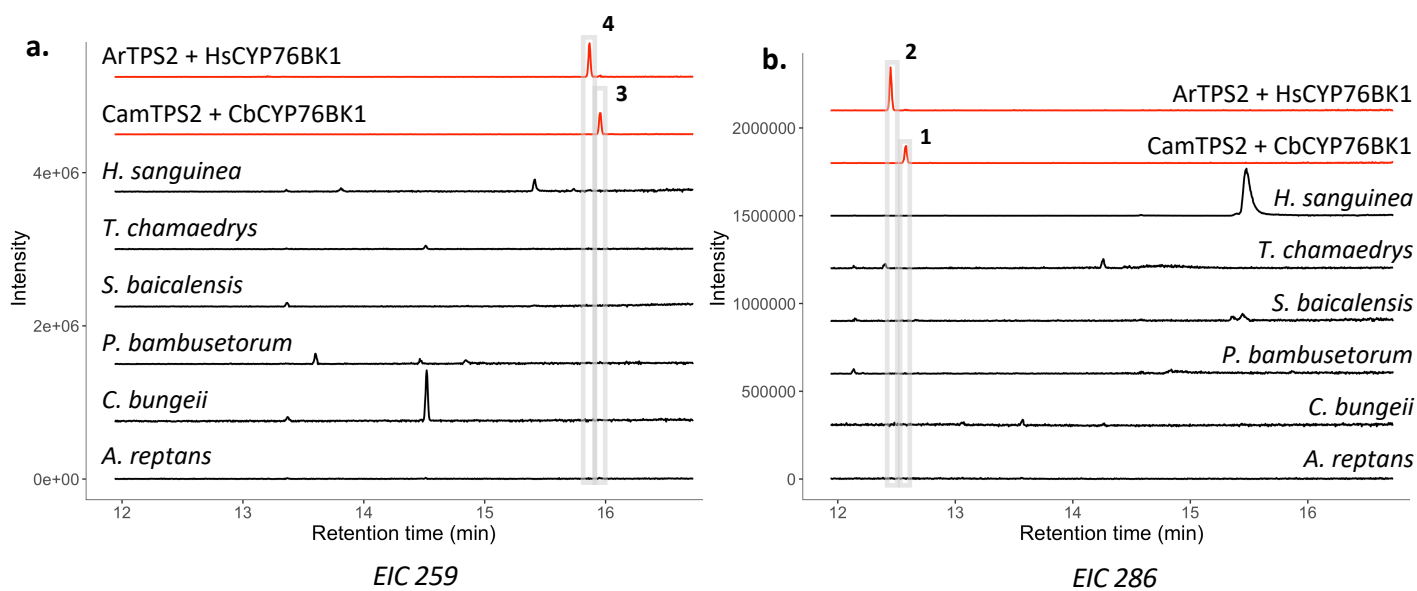 a.
4
ArTPS2 + HsCYP76BK1
3
CamTPS2 + CbCYP76BK1
4e+06
H. sanguinea
T. chamaedrys
S. baicalensis
2e+06
P. bambusetorum
C. bungeii
A. reptans
0e+00
Intensity
12 13 14 15 16
Retention time (min)
EIC 259
b.
2
ArTPS2 + HsCYP76BK1
2000000
1
CamTPS2 + CbCYP76BK1
H. sanguinea
1500000
T. chamaedrys
1000000
S. baicalensis
P. bambusetorum
500000
C. bungeii
A. reptans
0
Intensity
12 13 14 15 16
Retention time (min)
EIC 286